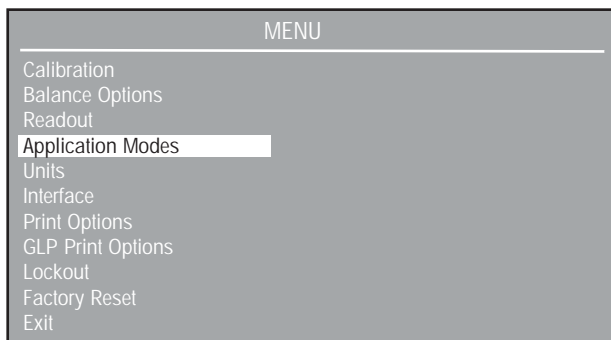 MENU
Calibration
Balance Options
Readout
Application Modes
Units
Interface
Print Options
GLP Print Options
Lockout
Factory Reset
Exit